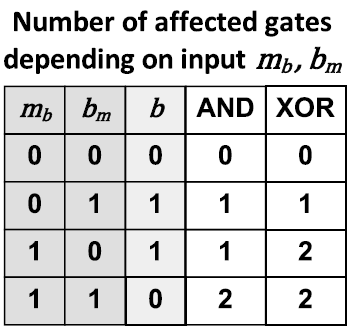 Number of affected gates
depending on input m_b, b_m
m_b b_m b AND XOR
0 0 0 0 0
0 1 1 1 1
1 0 1 1 2
1 1 0 2 2